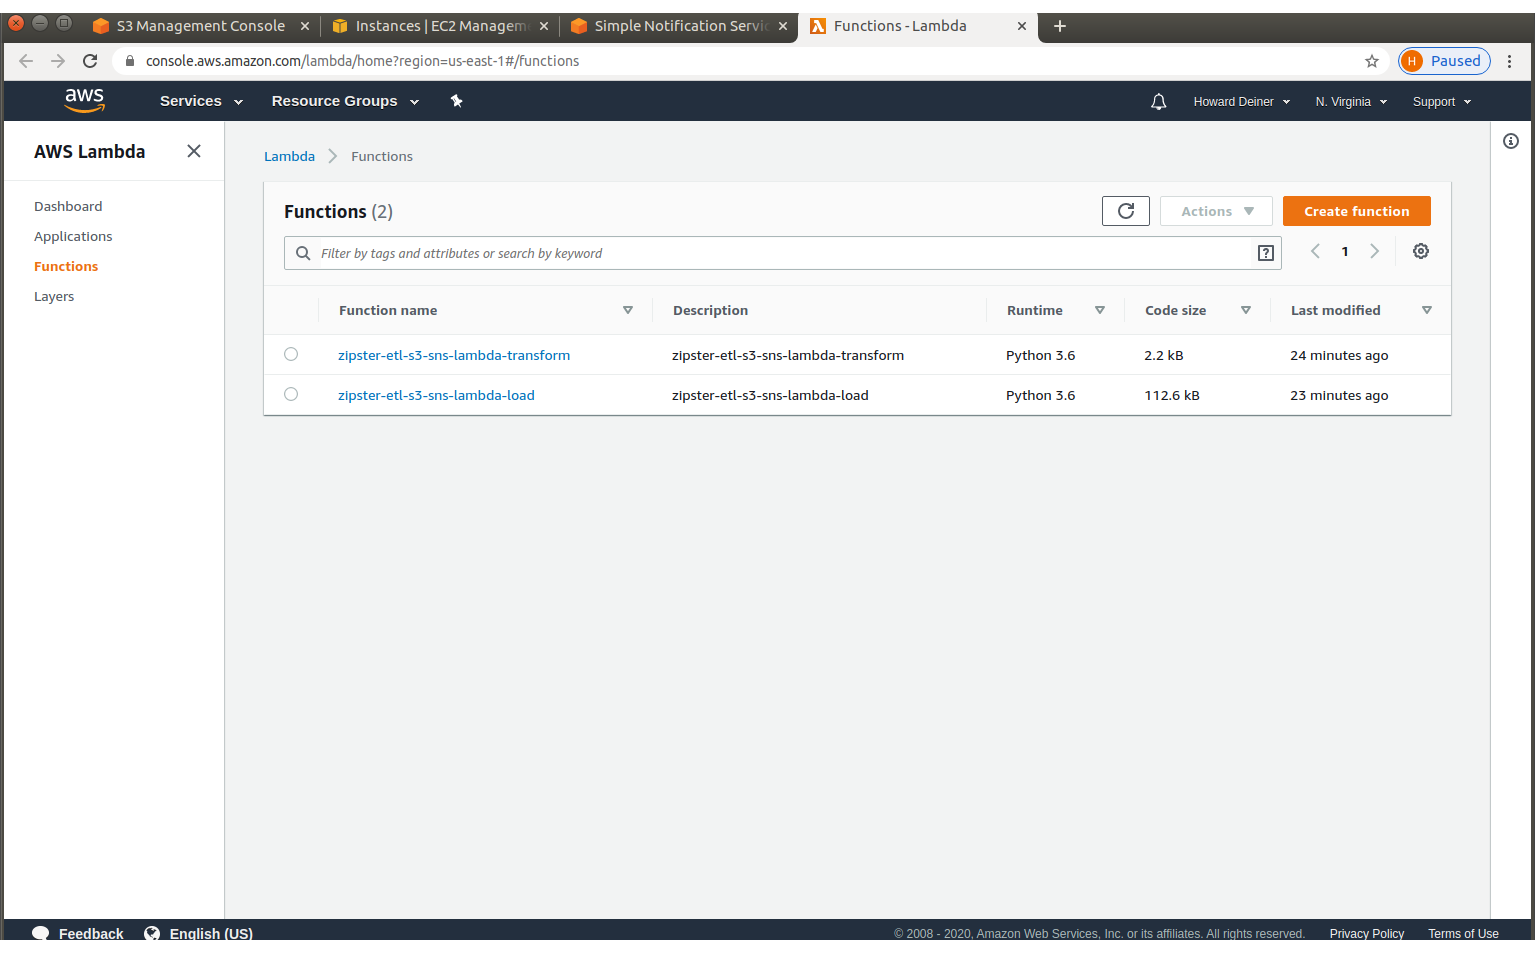 S3 Management Console
Instances | EC2 Managem
Simple Notification Servic
Functions - Lambda
console.aws.amazon.com/lambda/home?region=us-east-1#/functions
H Paused
aws Services Resource Groups Howard Deiner N. Virginia Support
AWS Lambda
Dashboard
Applications
Functions
Layers
Lambda Functions
Functions (2) Actions Create function
Filter by tags and attributes or search by keyword ? 1
Function name Description Runtime Code size Last modified
zipster-etl-s3-sns-lambda-transform zipster-etl-s3-sns-lambda-transform Python 3.6 2.2 kB 24 minutes ago
zipster-etl-s3-sns-lambda-load zipster-etl-s3-sns-lambda-load Python 3.6 112.6 kB 23 minutes ago
Feedback English (US) © 2008 - 2020, Amazon Web Services, Inc. or its affiliates. All rights reserved. Privacy Policy Terms of Use